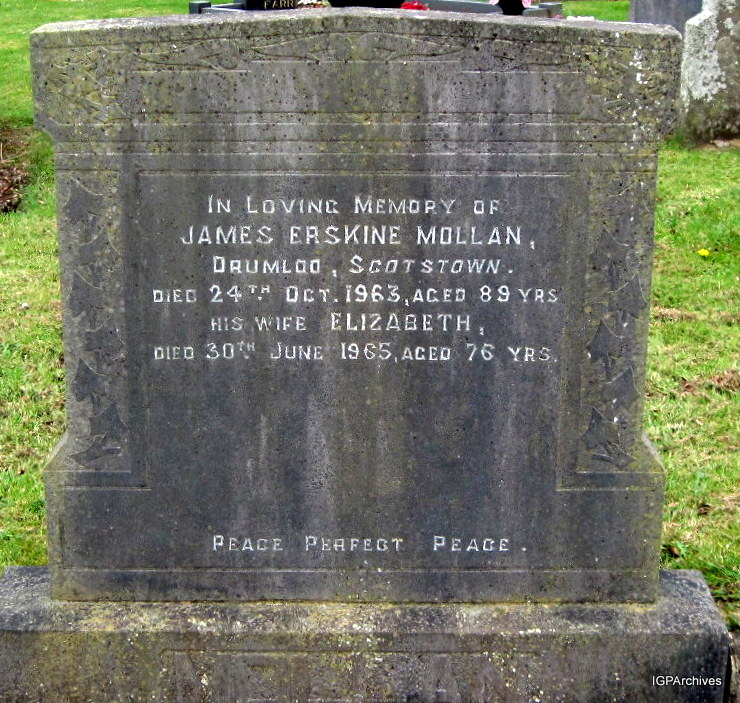 FARR
IN LOVING MEMORY OF
JAMES ERSKINE MOLLAN,
DRUMLOO, SCOTSTOWN.
DIED 24TH. OCT. 1963, AGED 89 YRS
HIS WIFE ELIZABETH,
DIED 30TH. JUNE 1965, AGED 76 YRS.
PEACE PERFECT PEACE.
IGPArchives